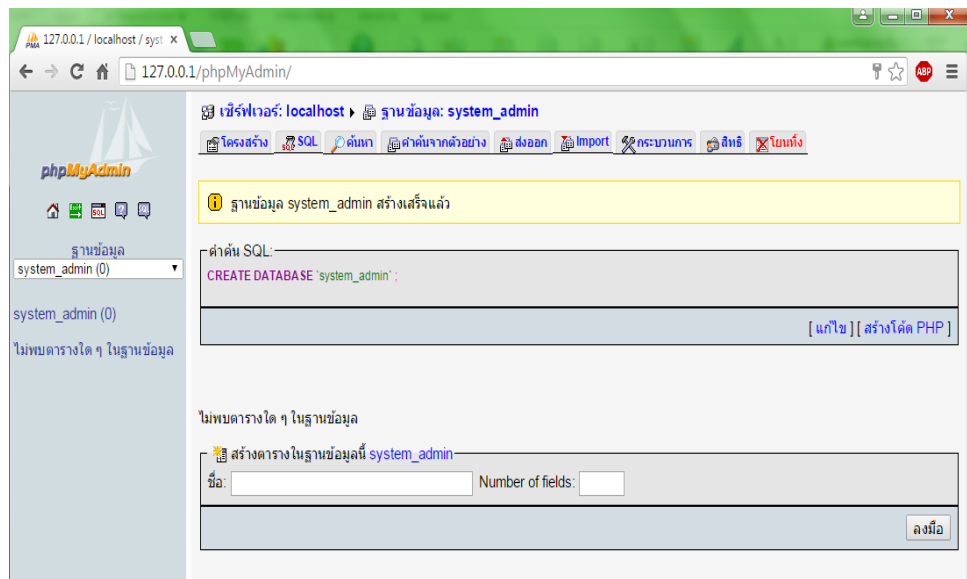 127.0.0.1 / localhost / syst
127.0.0.1/phpMyAdmin/
ABP
phpMyAdmin
ฐานข้อมูล
system_admin (0)
system_admin (0)
ไม่พบตารางใด ๆ ในฐานข้อมูล
เซิร์ฟเวอร์: localhost ฐานข้อมูล: system_admin
โครงสร้าง SQL ค้นหา คำค้นจากตัวอย่าง ส่งออก Import กระบวนการ สิทธิ โยนทิ้ง
ฐานข้อมูล system_admin สร้างเสร็จแล้ว
คำค้น SQL:
CREATE DATABASE `system_admin` ;
[ แก้ไข ] [ สร้างโค้ด PHP ]
ไม่พบตารางใด ๆ ในฐานข้อมูล
สร้างตารางในฐานข้อมูลนี้ system_admin
ชื่อ: Number of fields:
ลงมือ